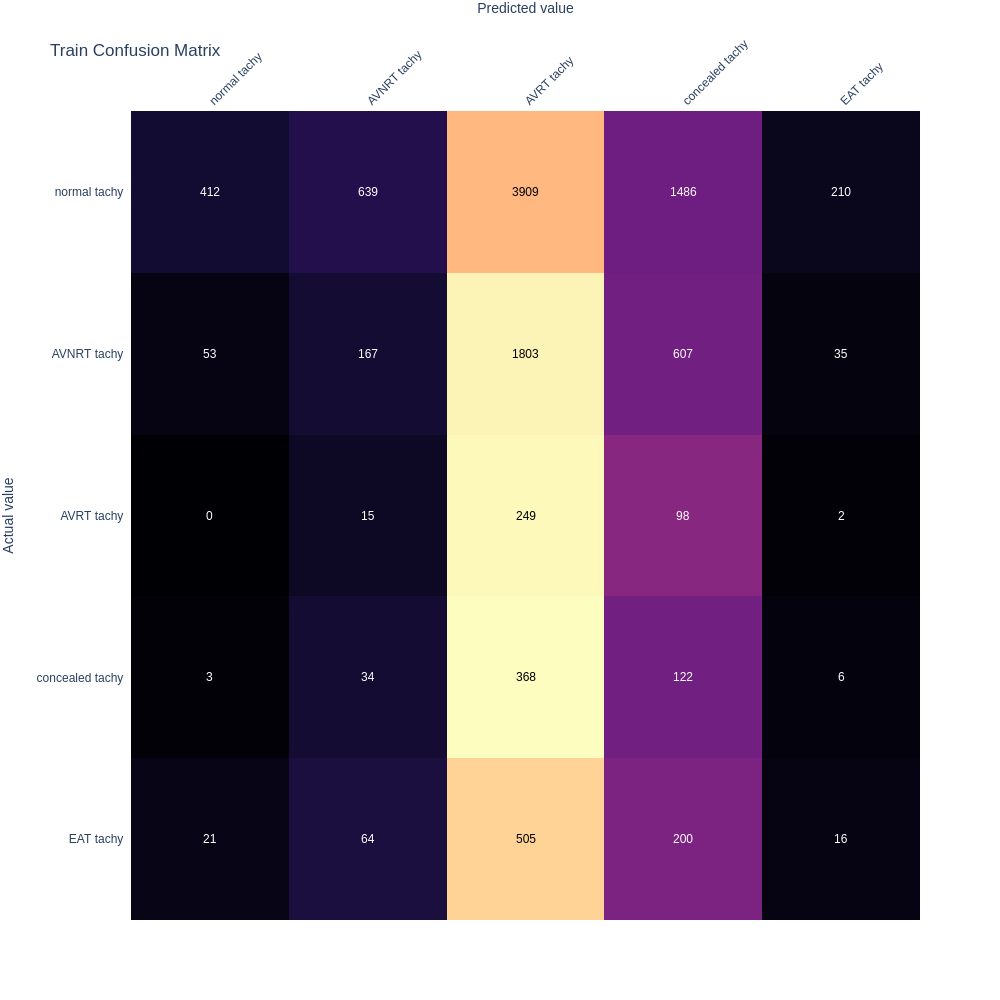 Predicted value
Train Confusion Matrix
normal tachy AVNRT tachy AVRT tachy concealed tachy EAT tachy
normal tachy 412 639 3909 1486 210
AVNRT tachy 53 167 1803 607 35
Actual value
AVRT tachy 0 15 249 98 2
concealed tachy 3 34 368 122 6
EAT tachy 21 64 505 200 16